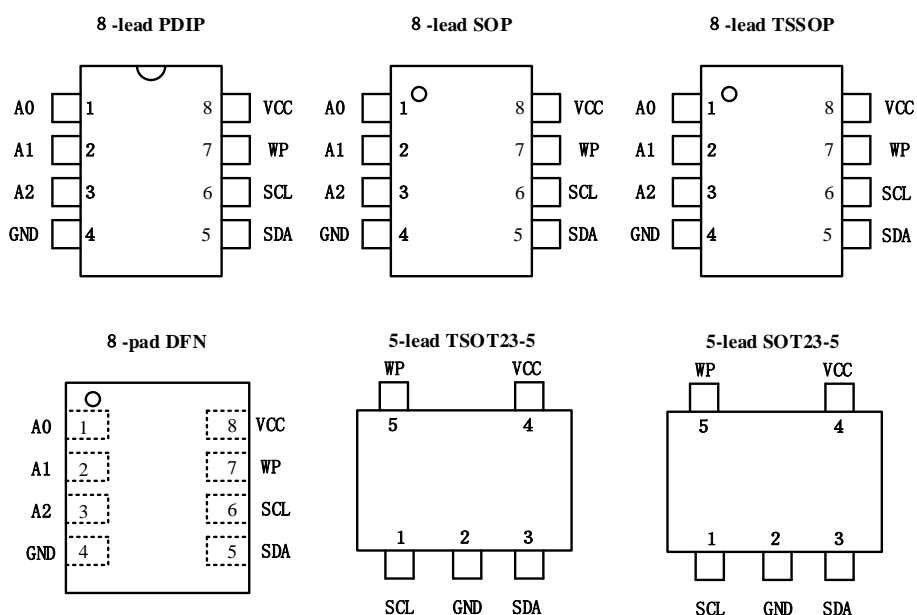 8-lead PDIP 8-lead SOP 8-lead TSSOP
A0 1 8 VCC A0 1 8 VCC A0 1 8 VCC
A1 2 7 WP A1 2 7 WP A1 2 7 WP
A2 3 6 SCL A2 3 6 SCL A2 3 6 SCL
GND 4 5 SDA GND 4 5 SDA GND 4 5 SDA
8-pad DFN 5-lead TSOT23-5 5-lead SOT23-5
WP VCC WP VCC
A0 1 8 VCC 5 4 5 4
A1 2 7 WP
A2 3 6 SCL
GND 4 5 SDA 1 2 3 1 2 3
SCL GND SDA SCL GND SDA